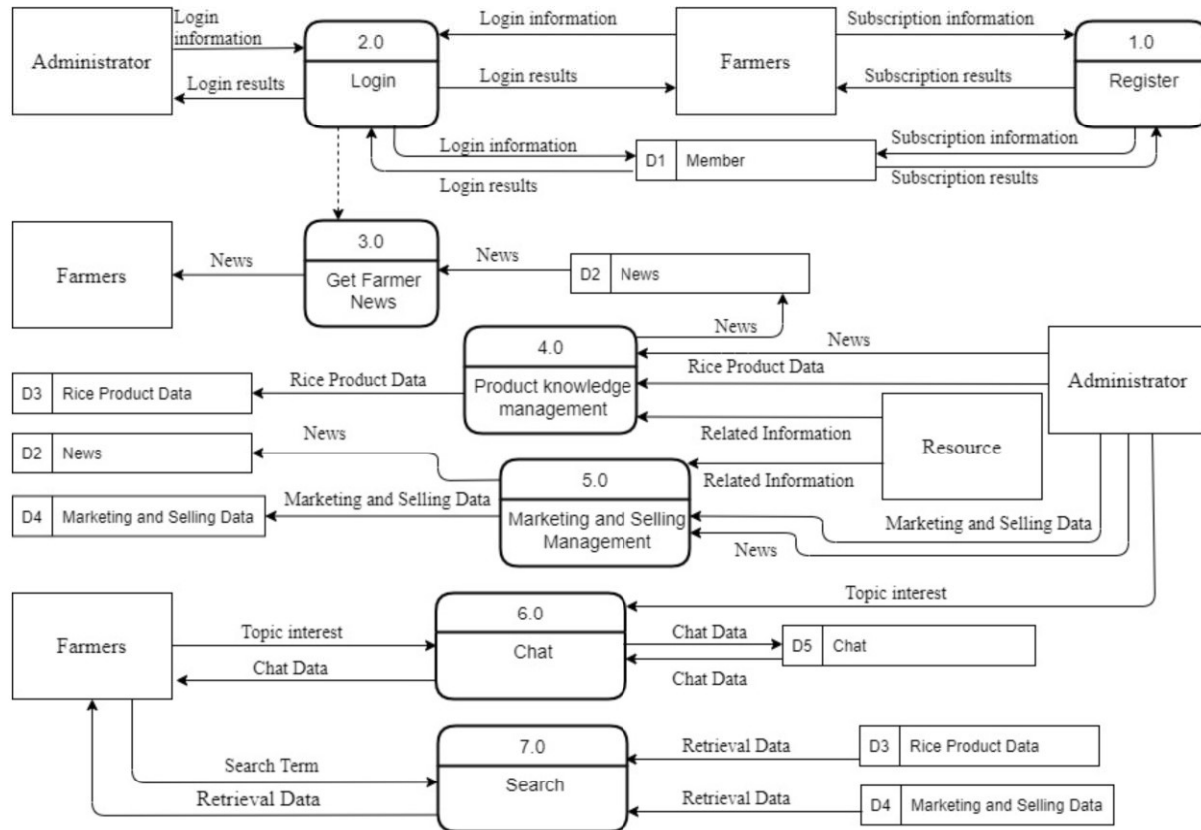 Login
information
Login information
Subscription information
Administrator
2.0
Login
Farmers
1.0
Register
Login results
Login results
Subscription results
Login information
Subscription information
D1
Member
Login results
Subscription results
Farmers
News
3.0
Get Farmer
News
News
D2
News
News
4.0
Product knowledge
management
News
Rice Product Data
Administrator
D3
Rice Product Data
Rice Product Data
Related Information
Resource
D2
News
News
Related Information
5.0
Marketing and Selling
Management
D4
Marketing and Selling Data
Marketing and Selling Data
Marketing and Selling Data
News
Topic interest
Farmers
Topic interest
6.0
Chat
Chat Data
D5
Chat
Chat Data
Chat Data
7.0
Search
Search Term
Retrieval Data
Retrieval Data
D3
Rice Product Data
Retrieval Data
D4
Marketing and Selling Data